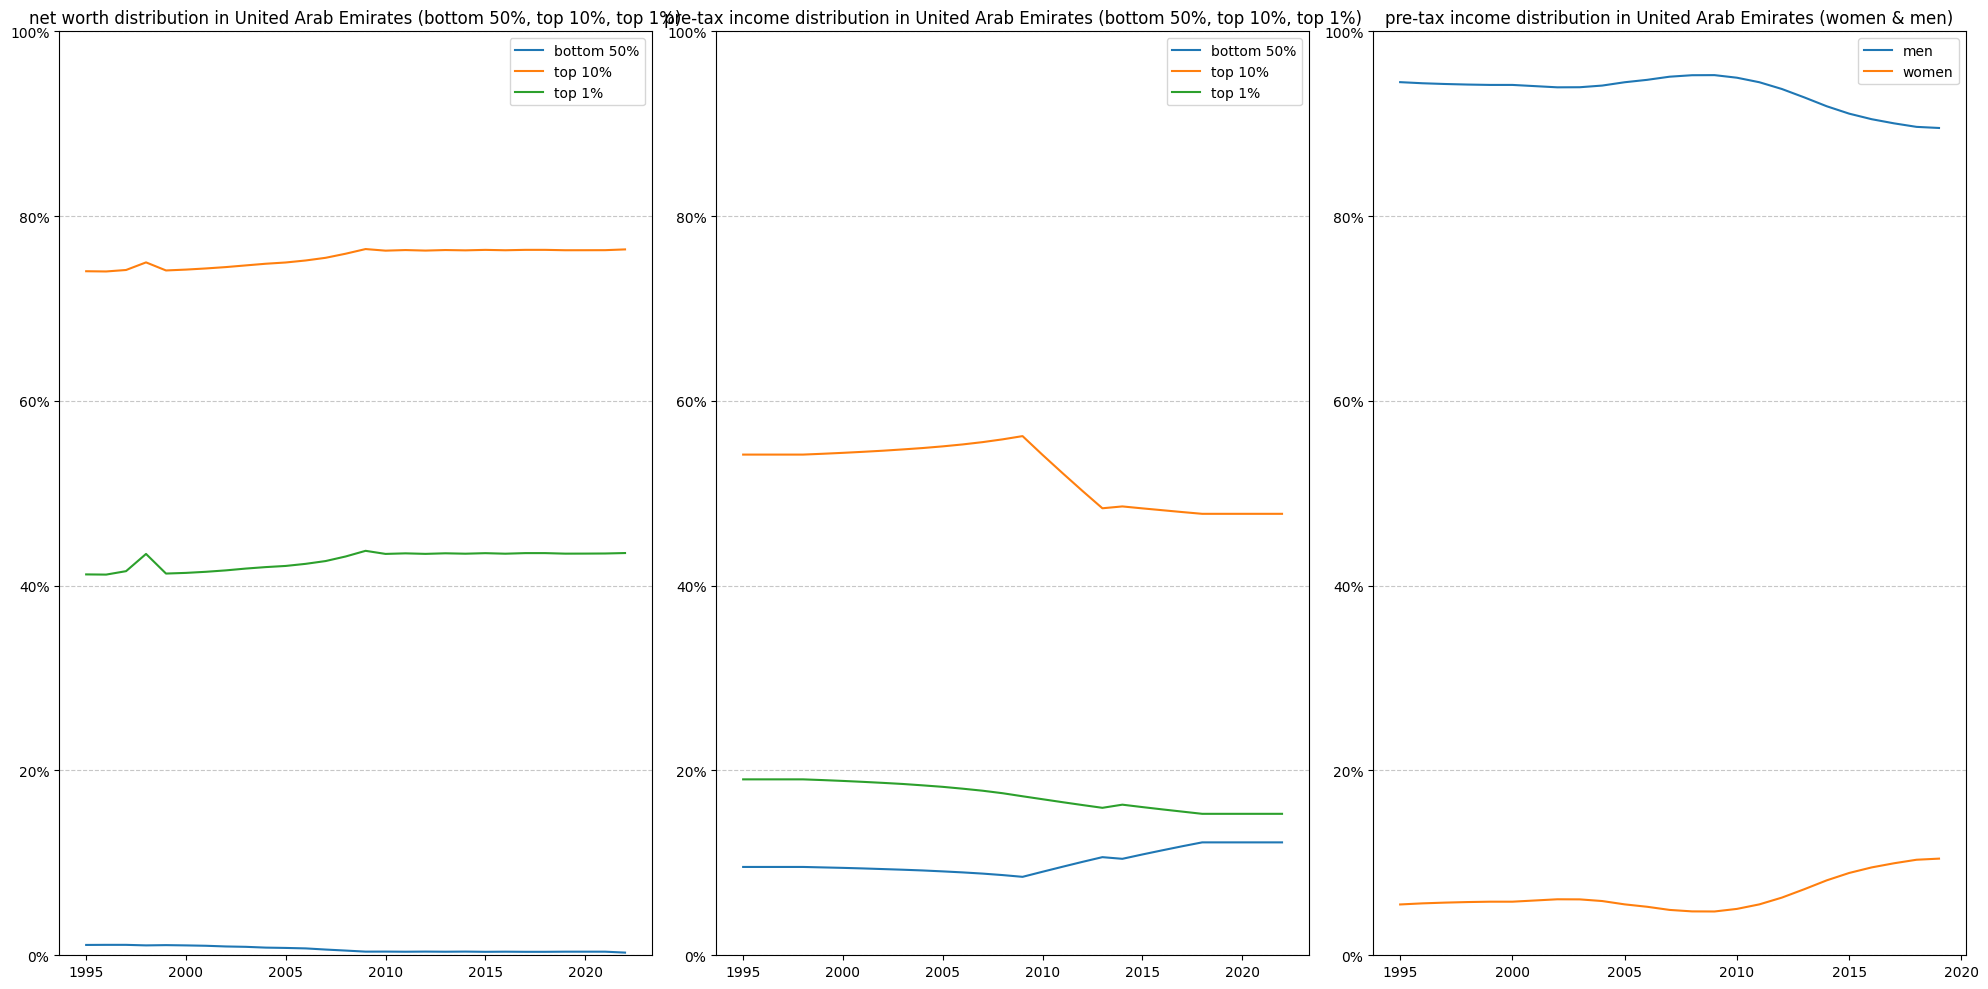 net worth distribution in United Arab Emirates (bottom 50%, top 10%, top 1%)
100%
80%
60%
40%
20%
0%
1995 2000 2005 2010 2015 2020
bottom 50%
top 10%
top 1%
pre-tax income distribution in United Arab Emirates (bottom 50%, top 10%, top 1%)
100%
80%
60%
40%
20%
0%
1995 2000 2005 2010 2015 2020
bottom 50%
top 10%
top 1%
pre-tax income distribution in United Arab Emirates (women & men)
100%
80%
60%
40%
20%
0%
1995 2000 2005 2010 2015 2020
men
women